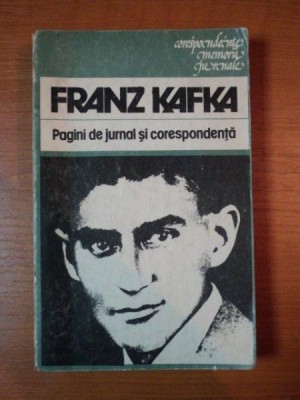 corespondențe
memorii
jurnale
FRANZ KAFKA
Pagini de jurnal și corespondență